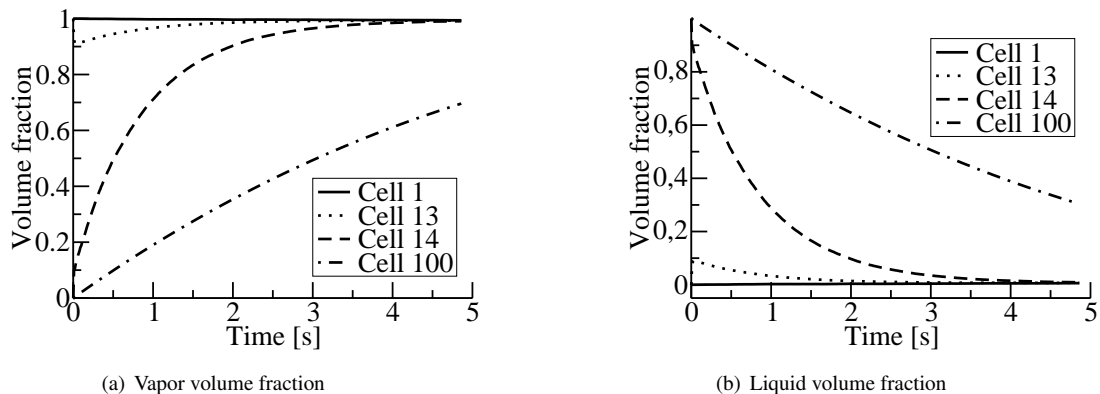 1
0.8
0.6
0.4
0.2
0
Volume fraction
0 1 2 3 4 5
Time [s]
Cell 1
Cell 13
Cell 14
Cell 100
(a) Vapor volume fraction
1
0,8
0,6
0,4
0,2
0
Volume fraction
0 1 2 3 4 5
Time [s]
Cell 1
Cell 13
Cell 14
Cell 100
(b) Liquid volume fraction